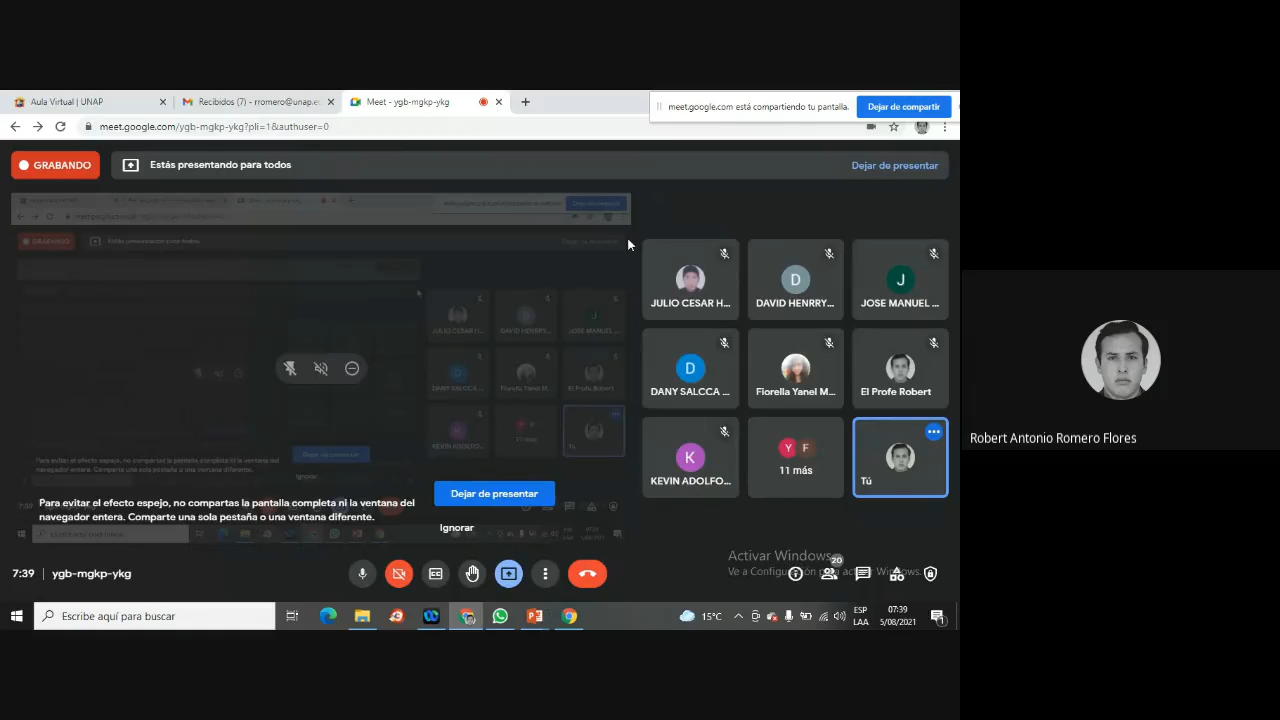 Aula Virtual | UNAP
Recibidos (7) - rromero@unap.e
Meet - ygb-mgkp-ykg
meet.google.com está compartiendo tu pantalla.
Dejar de compartir
meet.google.com/ygb-mgkp-ykg?pli=1&authuser=0
GRABANDO
Estás presentando para todos
Dejar de presentar
JULIO CESAR H...
DAVID HENRRY...
JOSE MANUEL ...
DANY SALCCA ...
Fiorella Yanel M...
El Profe Robert
KEVIN ADOLFO...
Y F
11 más
Tú
Robert Antonio Romero Flores
Para evitar el efecto espejo, no compartas la pantalla completa ni la ventana del
navegador entera. Comparte una sola pestaña o una ventana diferente.
Dejar de presentar
Ignorar
Activar Windows
Ve a Configuración para activar Windows.
7:39 | ygb-mgkp-ykg
20
Escribe aquí para buscar
15°C
ESP
LAA
07:39
5/08/2021
1